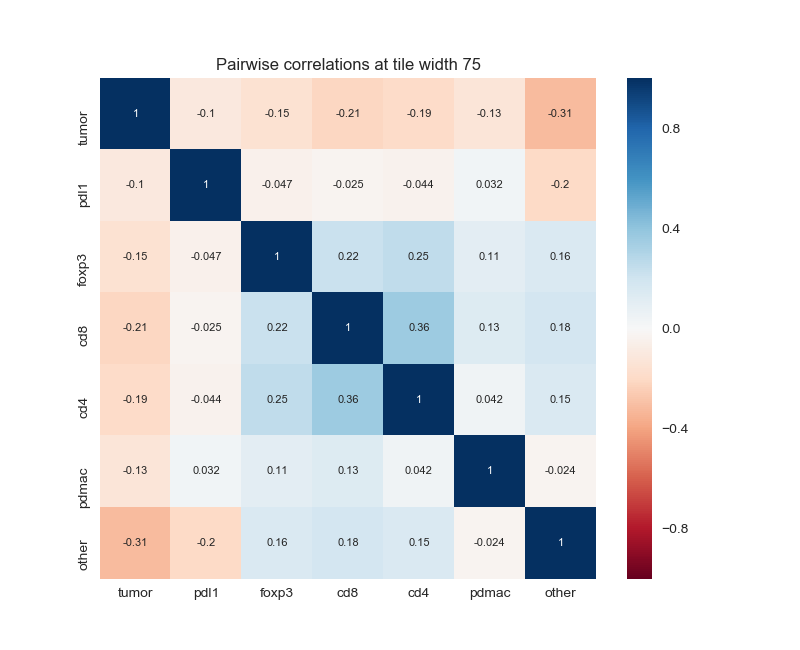 Pairwise correlations at tile width 75
tumor 1 -0.1 -0.15 -0.21 -0.19 -0.13 -0.31
pdl1 -0.1 1 -0.047 -0.025 -0.044 0.032 -0.2
foxp3 -0.15 -0.047 1 0.22 0.25 0.11 0.16
cd8 -0.21 -0.025 0.22 1 0.36 0.13 0.18
cd4 -0.19 -0.044 0.25 0.36 1 0.042 0.15
pdmac -0.13 0.032 0.11 0.13 0.042 1 -0.024
other -0.31 -0.2 0.16 0.18 0.15 -0.024 1
tumor pdl1 foxp3 cd8 cd4 pdmac other
0.8
0.4
0.0
-0.4
-0.8